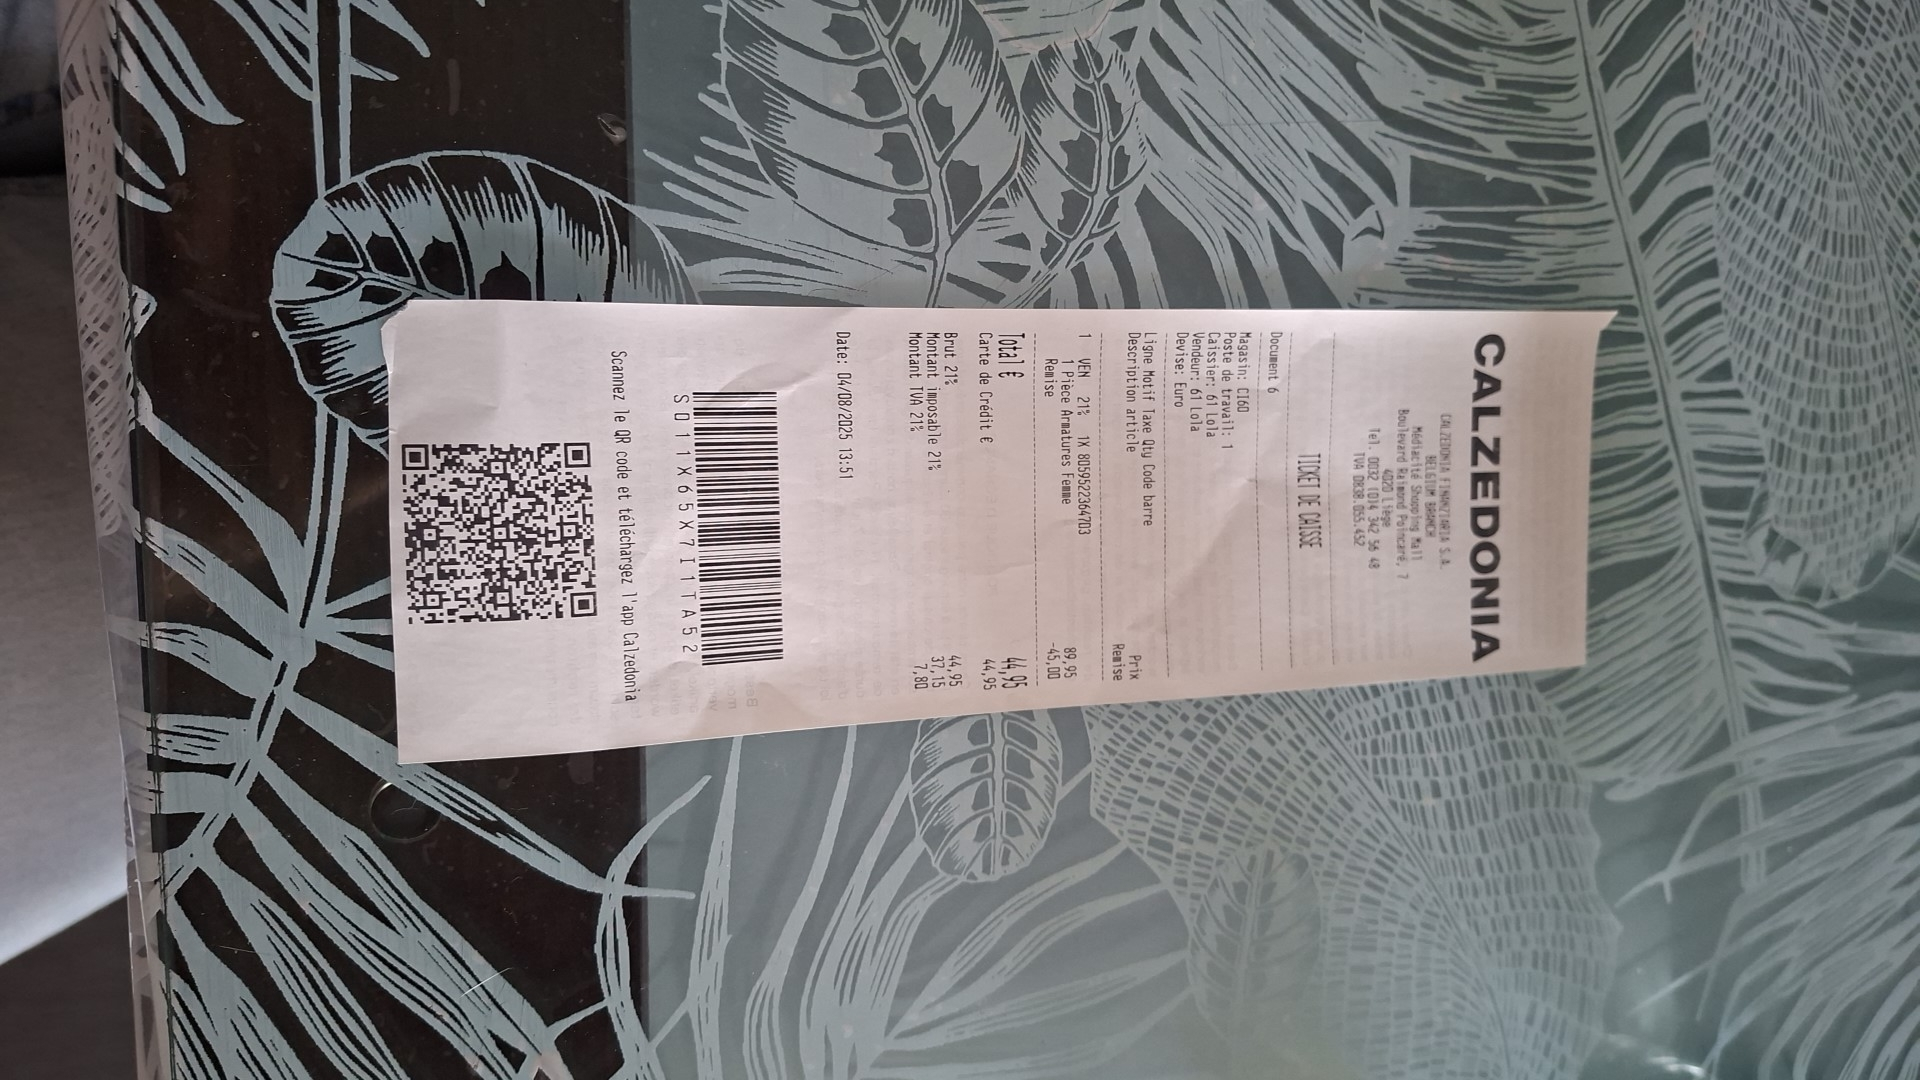 CALZEDONIA
CALZEDONIA FINANZIARIA S.A.
BELGIUM BRANCH
Médiacité Shopping Mall
Boulevard Raimond Poincaré, 7
4020 Liège
Tel 0032 (0)4 342 56 48
TVA 0838.055.452
TICKET DE CAISSE
Document 6
Magasin: CI60
Poste de travail: 1
Caissier: 61 Lola
Vendeur: 61 Lola
Devise: Euro
Ligne Motif Taxe Qty Code barre Prix
Description article Remise
1 VEN 21% 1X 8059522364703 89,95
1 Pièce Armatures Femme -45,00
Remise
Total € 44,95
Carte de Crédit € 44,95
Brut 21% 44,95
Montant imposable 21% 37,15
Montant TVA 21% 7,80
Date: 04/08/2025 13:51
S011X65X7I1TA52
Scannez le QR code et téléchargez l'app Calzedonia